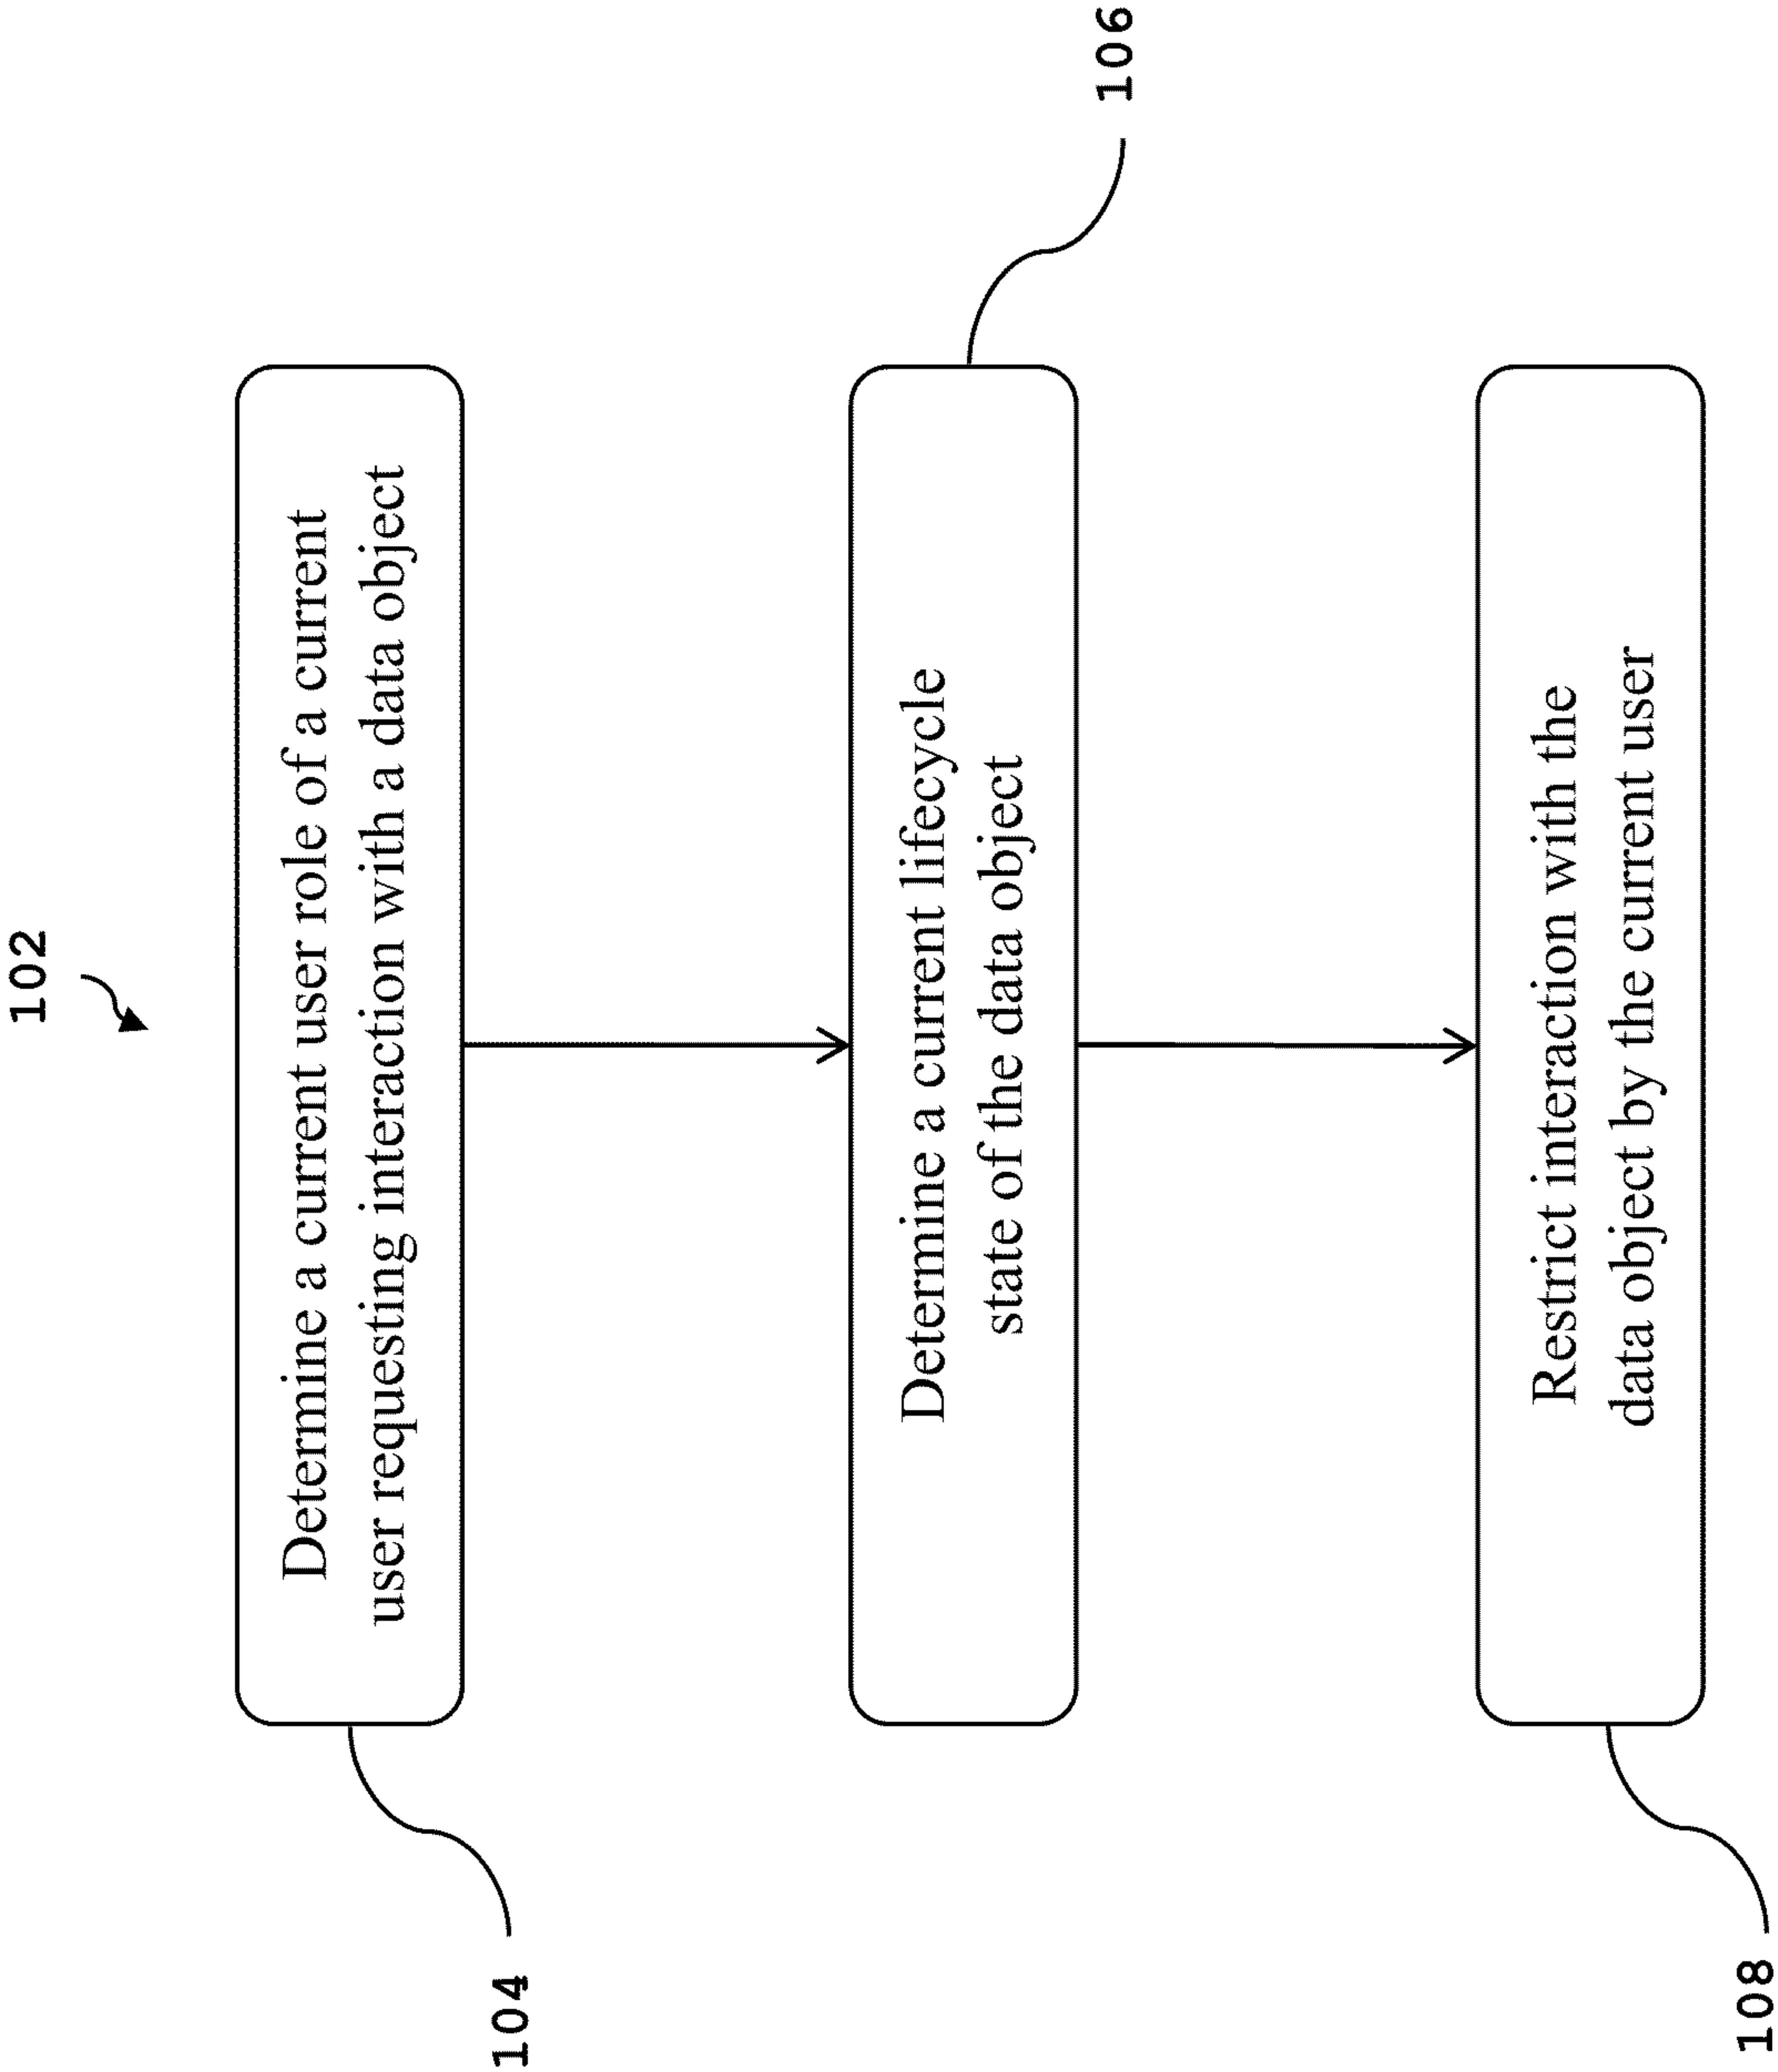 102
Determine a current user role of a current
user requesting interaction with a data object
104
Determine a current lifecycle
state of the data object
106
Restrict interaction with the
data object by the current user
108